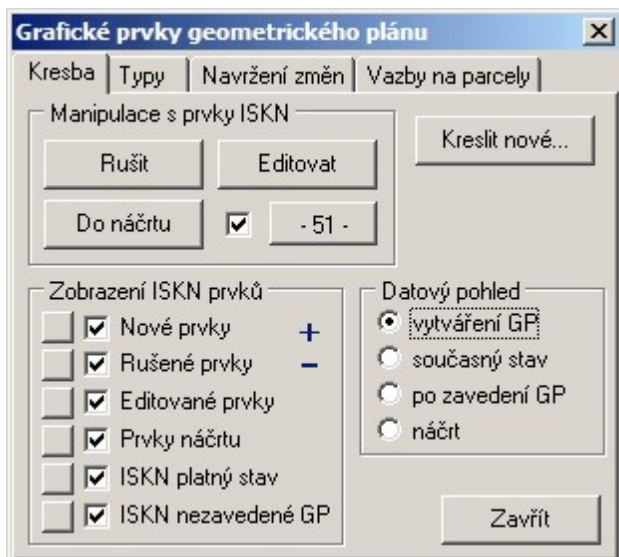 Grafické prvky geometrického plánu
Kresba Typy Navržení změn Vazby na parcely
Manipulace s prvky ISKN
Rušit Editovat
Kreslit nové...
Do náčrtu - 51 -
Zobrazení ISKN prvků
Nové prvky +
Rušené prvky −
Editované prvky
Prvky náčrtu
ISKN platný stav
ISKN nezavedené GP
Datový pohled
vytváření GP
současný stav
po zavedení GP
náčrt
Zavřít